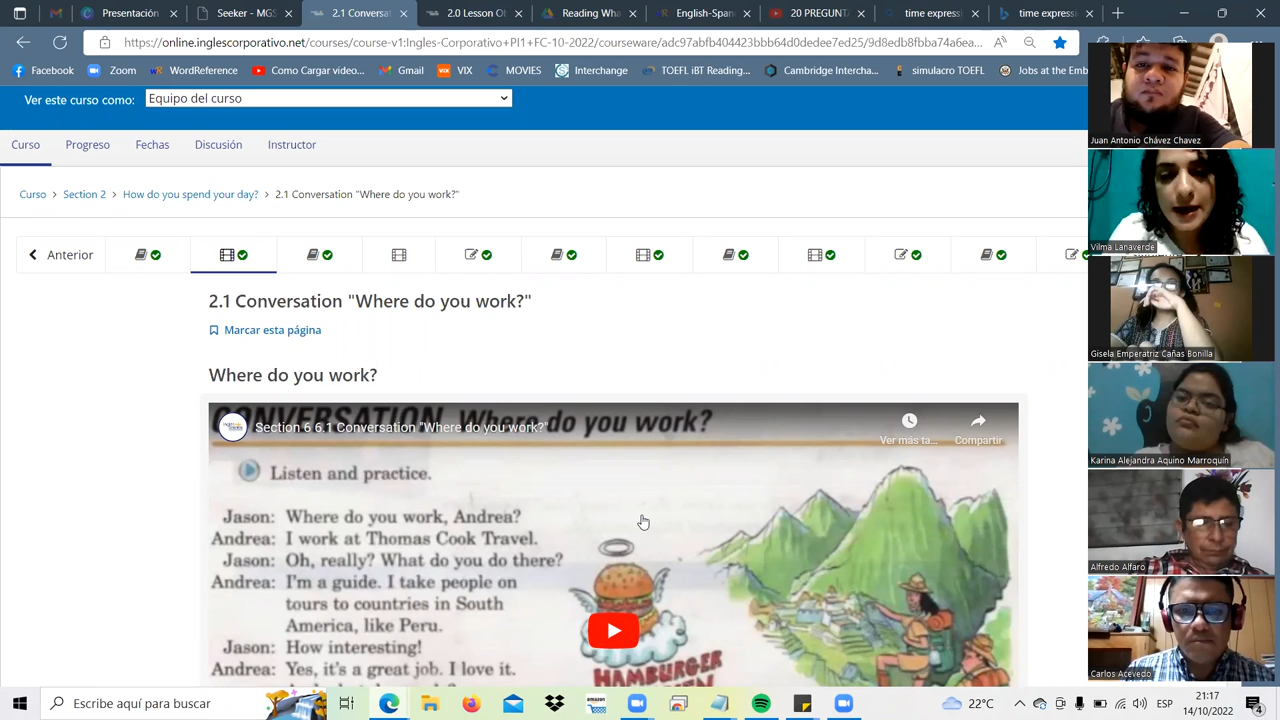 Presentación
Seeker - MGS
2.1 Conversa
2.0 Lesson Ol
Reading Wha
English-Span
20 PREGUNTA
time express
time express
https://online.inglescorporativo.net/courses/course-v1:Ingles-Corporativo+PI1+FC-10-2022/courseware/adc97abfb404423bbb64d0dedee7ed25/9d8edb8fbba74a6ea...
Facebook
Zoom
WordReference
Como Cargar video...
Gmail
VIX
MOVIES
Interchange
TOEFL iBT Reading...
Cambridge Intercha...
simulacro TOEFL
Jobs at the Emb
Ver este curso como:
Equipo del curso
Curso
Progreso
Fechas
Discusión
Instructor
Curso > Section 2 > How do you spend your day? > 2.1 Conversation "Where do you work?"
Anterior
2.1 Conversation "Where do you work?"
Marcar esta página
Where do you work?
CONVERSATION Where do you work?
Section 6 6.1 Conversation "Where do you work?"
Ver más ta...
Compartir
Listen and practice.
Jason: Where do you work, Andrea?
Andrea: I work at Thomas Cook Travel.
Jason: Oh, really? What do you do there?
Andrea: I'm a guide. I take people on
tours to countries in South
America, like Peru.
Jason: How interesting!
Andrea: Yes, it's a great job. I love it.
HAMBURGER
Juan Antonio Chávez Chavez
Vilma Lanaverde
Gisela Emperatriz Cañas Bonilla
Karina Alejandra Aquino Marroquín
Alfredo Alfaro
Carlos Acevedo
Escribe aquí para buscar
amazon
22°C
ESP
21:17
14/10/2022
4